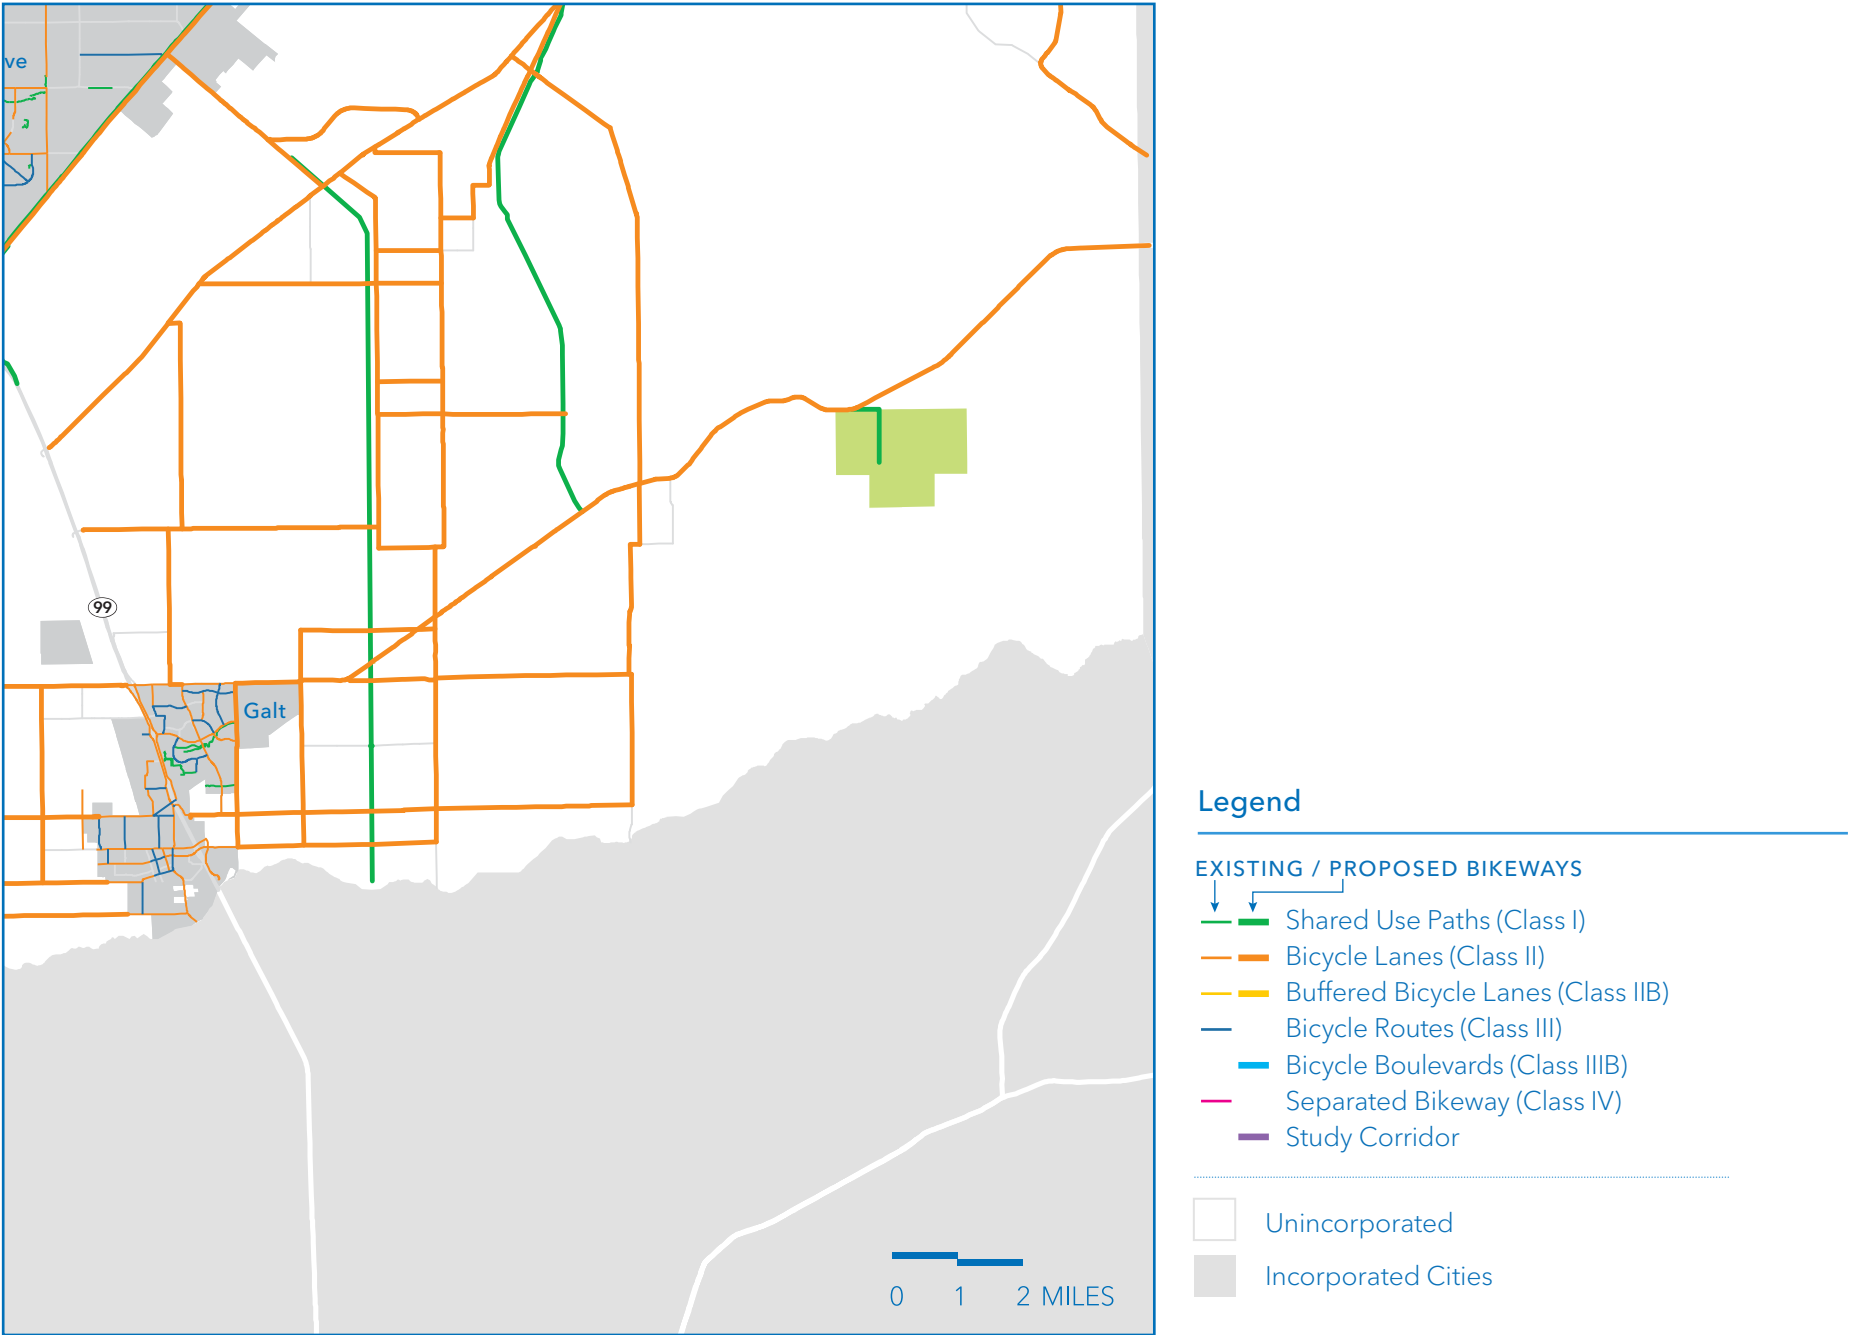 ve
99
Galt
0 1 2 MILES
Legend
EXISTING / PROPOSED BIKEWAYS
Shared Use Paths (Class I)
Bicycle Lanes (Class II)
Buffered Bicycle Lanes (Class IIB)
Bicycle Routes (Class III)
Bicycle Boulevards (Class IIIB)
Separated Bikeway (Class IV)
Study Corridor
Unincorporated
Incorporated Cities